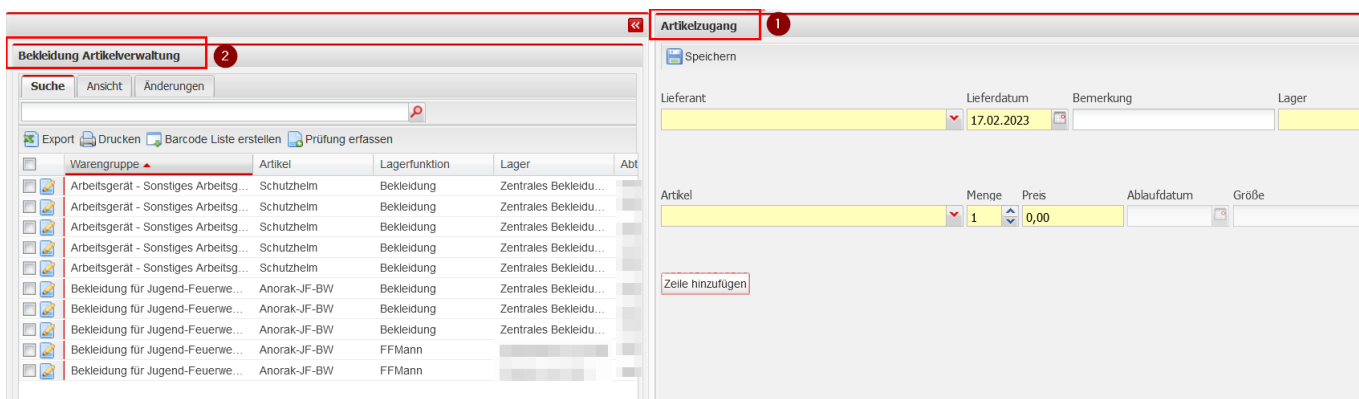 Bekleidung Artikelverwaltung 2
Suche Ansicht Änderungen
Export Drucken Barcode Liste erstellen Prüfung erfassen
Warengruppe Artikel Lagerfunktion Lager Abt
Arbeitsgerät - Sonstiges Arbeitsg... Schutzhelm Bekleidung Zentrales Bekleidu...
Arbeitsgerät - Sonstiges Arbeitsg... Schutzhelm Bekleidung Zentrales Bekleidu...
Arbeitsgerät - Sonstiges Arbeitsg... Schutzhelm Bekleidung Zentrales Bekleidu...
Arbeitsgerät - Sonstiges Arbeitsg... Schutzhelm Bekleidung Zentrales Bekleidu...
Arbeitsgerät - Sonstiges Arbeitsg... Schutzhelm Bekleidung Zentrales Bekleidu...
Bekleidung für Jugend-Feuerwe... Anorak-JF-BW Bekleidung Zentrales Bekleidu...
Bekleidung für Jugend-Feuerwe... Anorak-JF-BW Bekleidung Zentrales Bekleidu...
Bekleidung für Jugend-Feuerwe... Anorak-JF-BW Bekleidung Zentrales Bekleidu...
Bekleidung für Jugend-Feuerwe... Anorak-JF-BW FFMann
Bekleidung für Jugend-Feuerwe... Anorak-JF-BW FFMann
Artikelzugang 1
Speichern
Lieferant Lieferdatum Bemerkung Lager
17.02.2023
Artikel Menge Preis Ablaufdatum Größe
1 0,00
Zeile hinzufügen